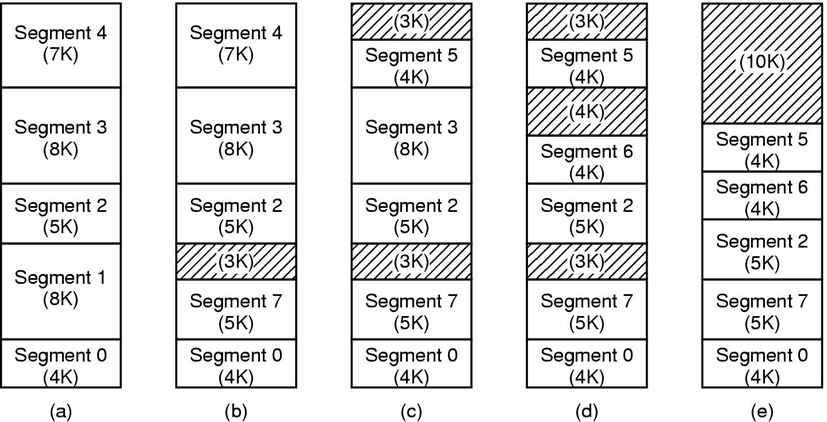 Segment 4
(7K)
Segment 3
(8K)
Segment 2
(5K)
Segment 1
(8K)
Segment 0
(4K)
(a)
Segment 4
(7K)
Segment 3
(8K)
Segment 2
(5K)
(3K)
Segment 7
(5K)
Segment 0
(4K)
(b)
(3K)
Segment 5
(4K)
Segment 3
(8K)
Segment 2
(5K)
(3K)
Segment 7
(5K)
Segment 0
(4K)
(c)
(3K)
Segment 5
(4K)
(4K)
Segment 6
(4K)
Segment 2
(5K)
(3K)
Segment 7
(5K)
Segment 0
(4K)
(d)
(10K)
Segment 5
(4K)
Segment 6
(4K)
Segment 2
(5K)
Segment 7
(5K)
Segment 0
(4K)
(e)